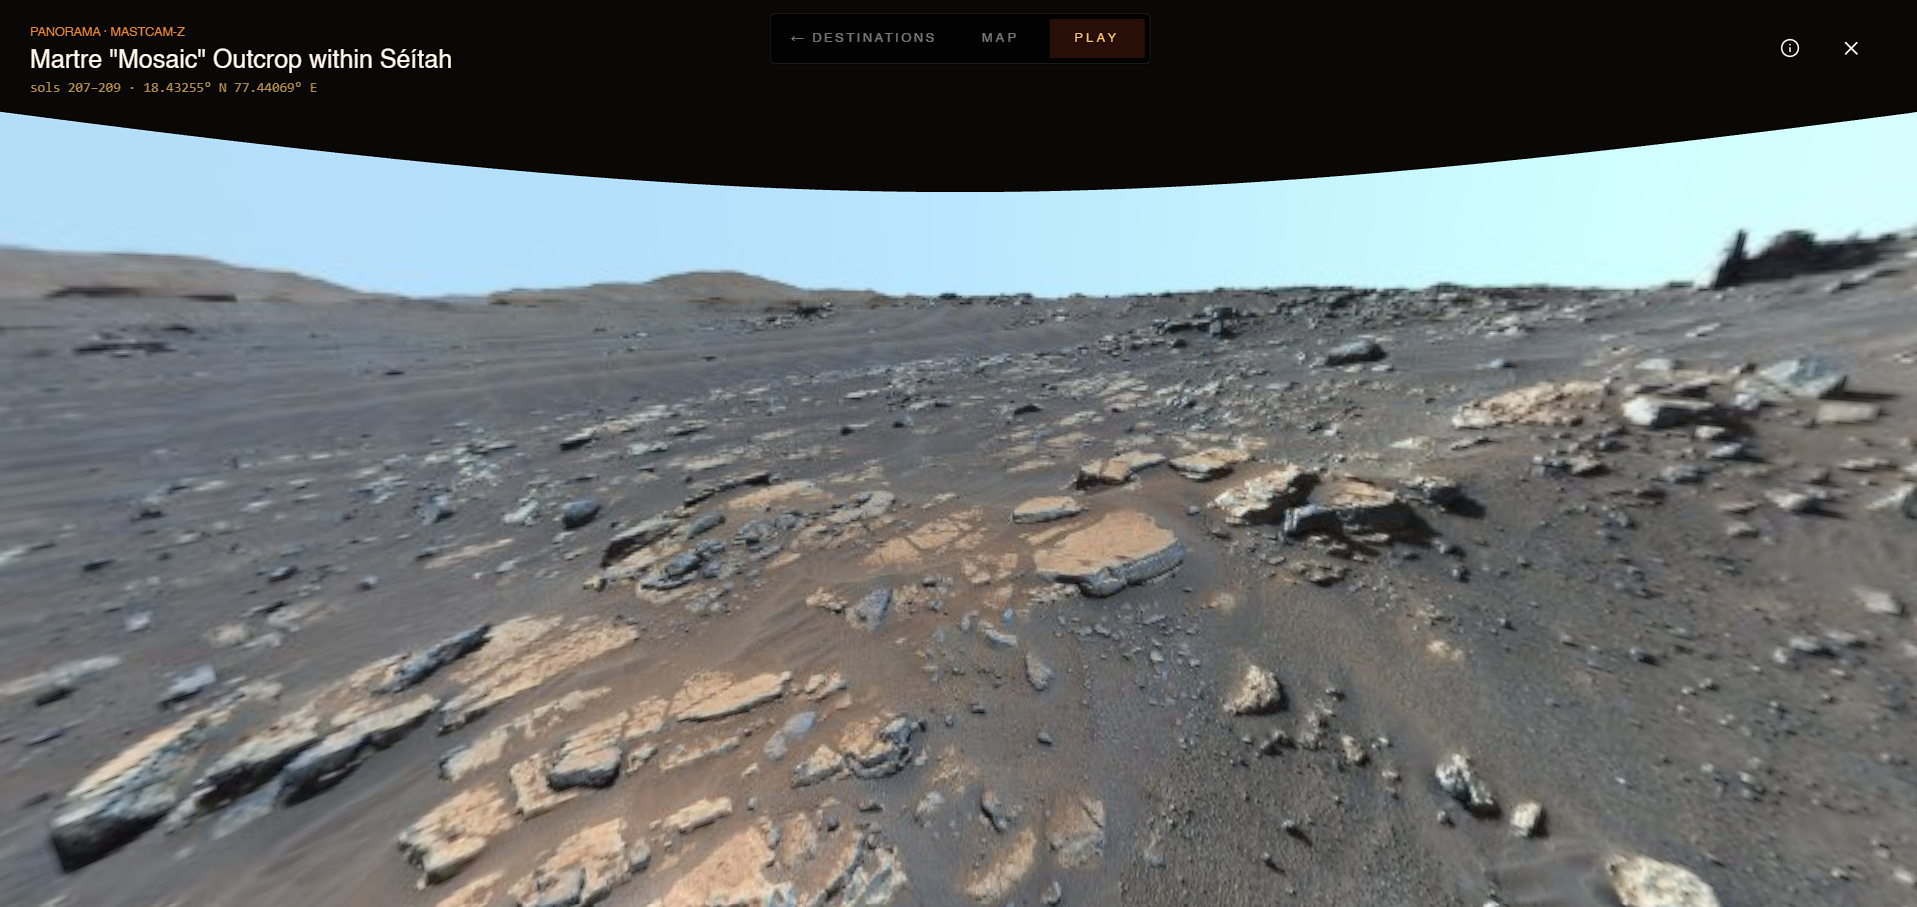 PANORAMA · MASTCAM-Z
Martre "Mosaic" Outcrop within Séítah
sols 207–209 · 18.43255° N 77.44069° E
← DESTINATIONS
MAP
PLAY